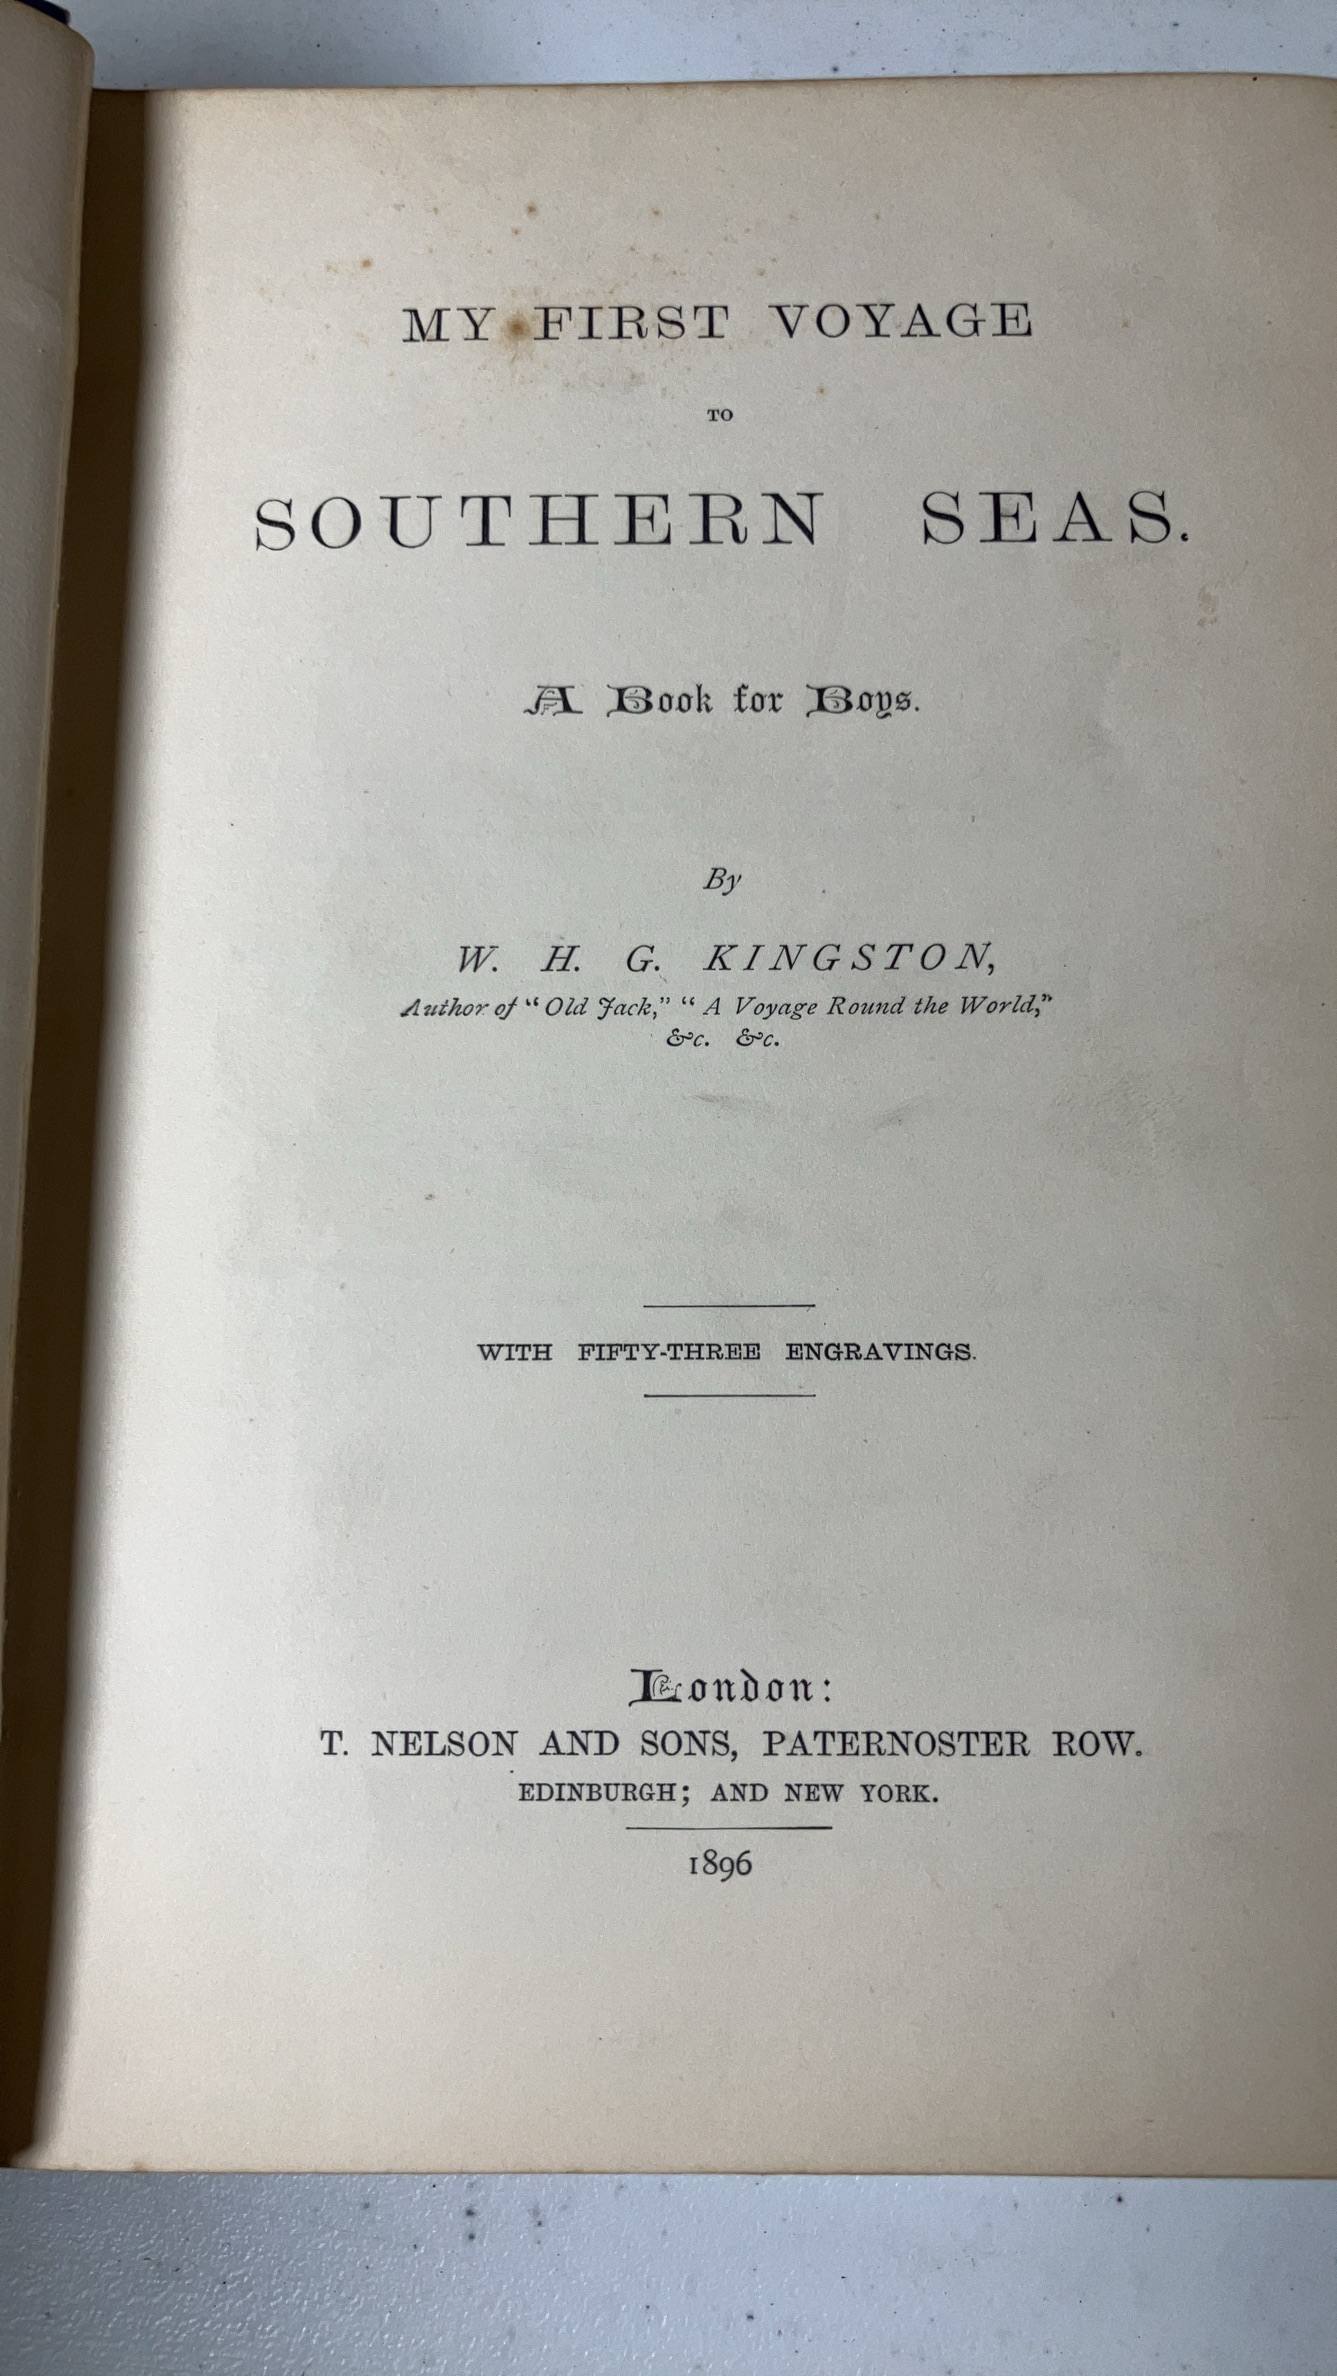 MY FIRST VOYAGE
TO
SOUTHERN SEAS.
A Book for Boys.
By
W. H. G. KINGSTON,
Author of “Old Jack,” “A Voyage Round the World,”
&c. &c.
WITH FIFTY-THREE ENGRAVINGS.
London:
T. NELSON AND SONS, PATERNOSTER ROW.
EDINBURGH; AND NEW YORK.
1896